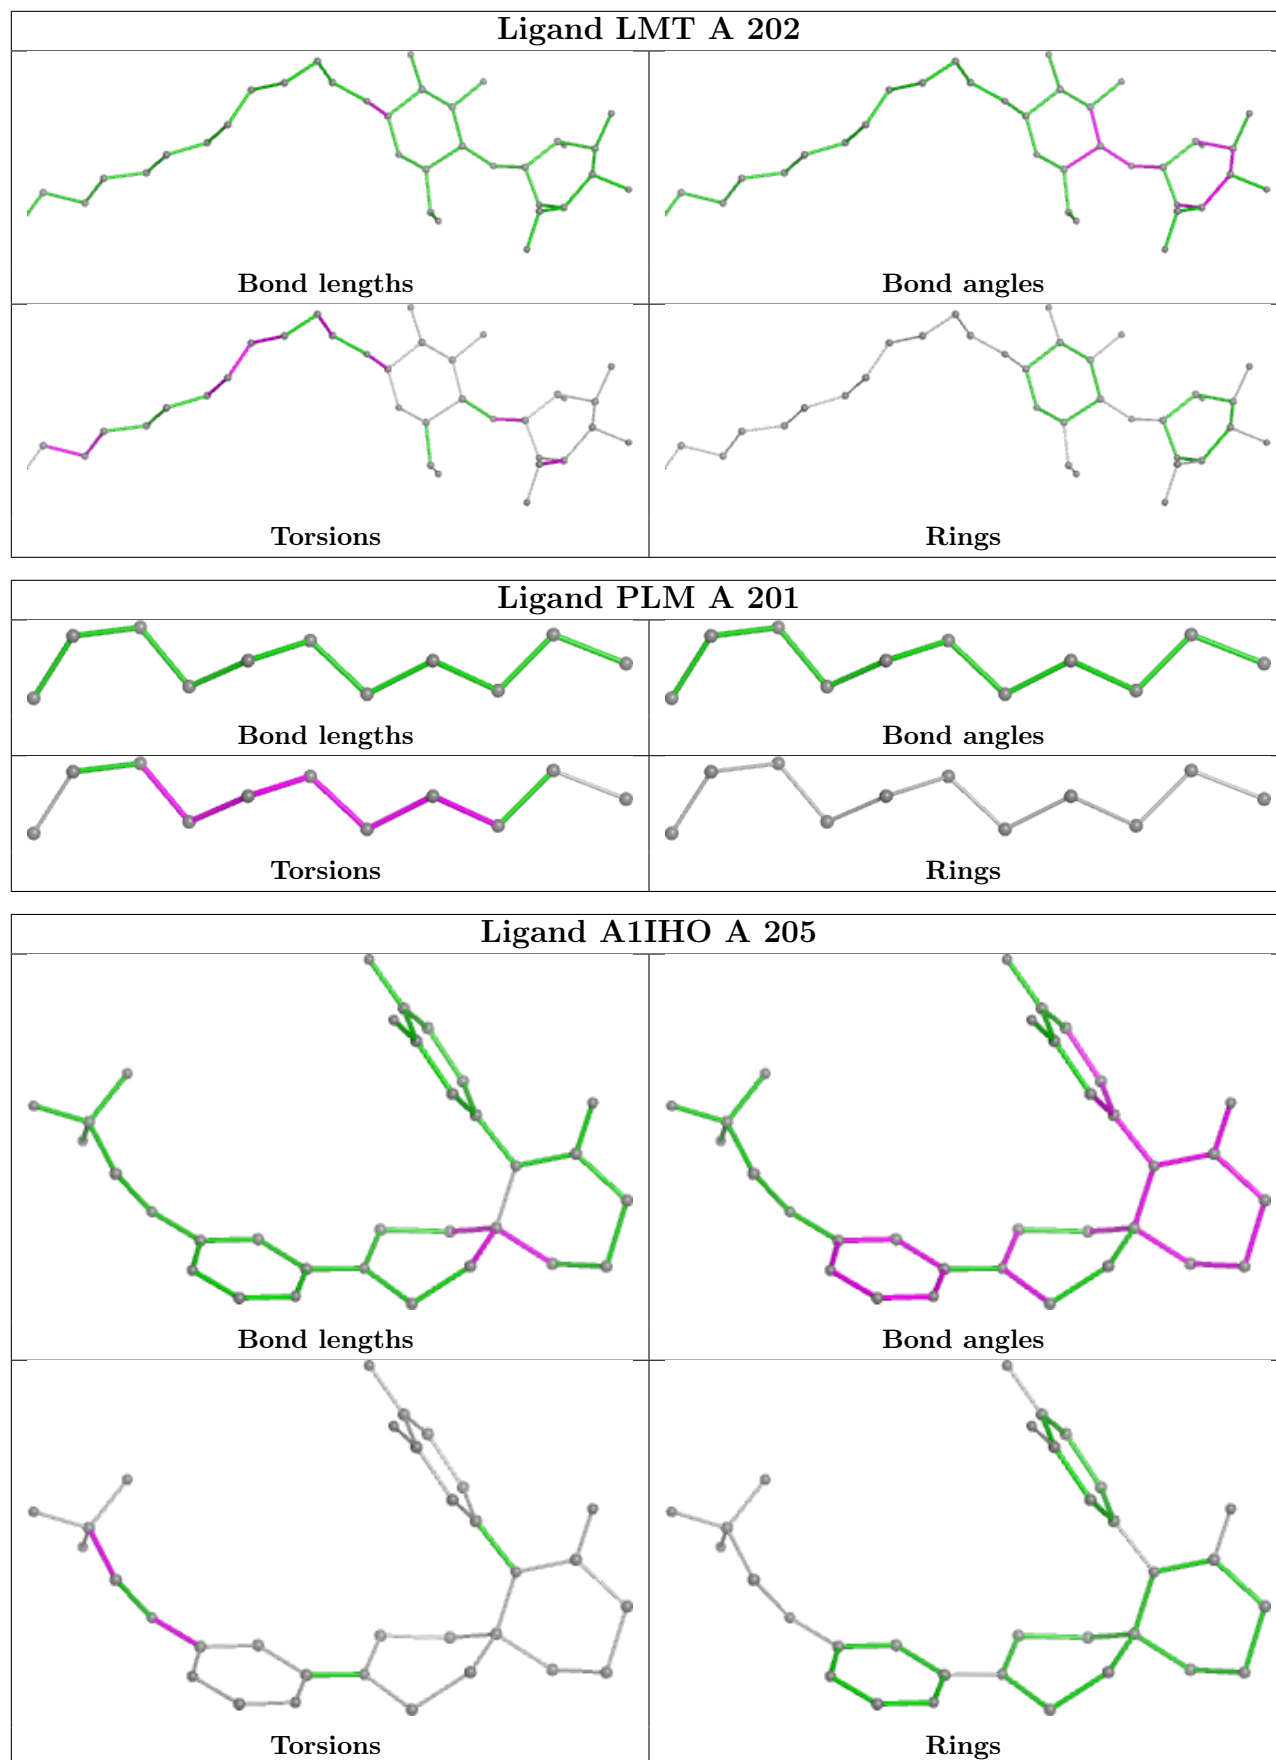 Ligand LMT A 202
Bond lengths
Bond angles
Torsions
Rings
Ligand PLM A 201
Bond lengths
Bond angles
Torsions
Rings
Ligand A1IHO A 205
Bond lengths
Bond angles
Torsions
Rings